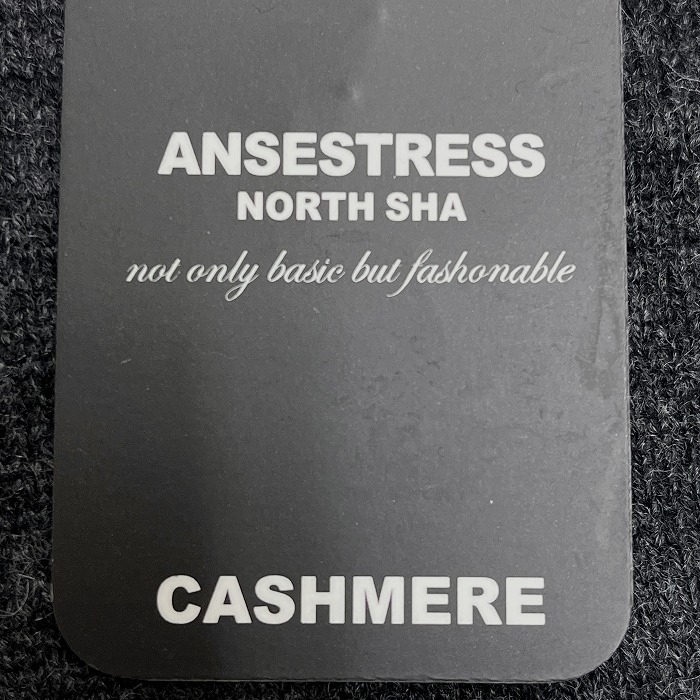 ANSESTRESS
NORTH SHA
not only basic but fashonable
CASHMERE